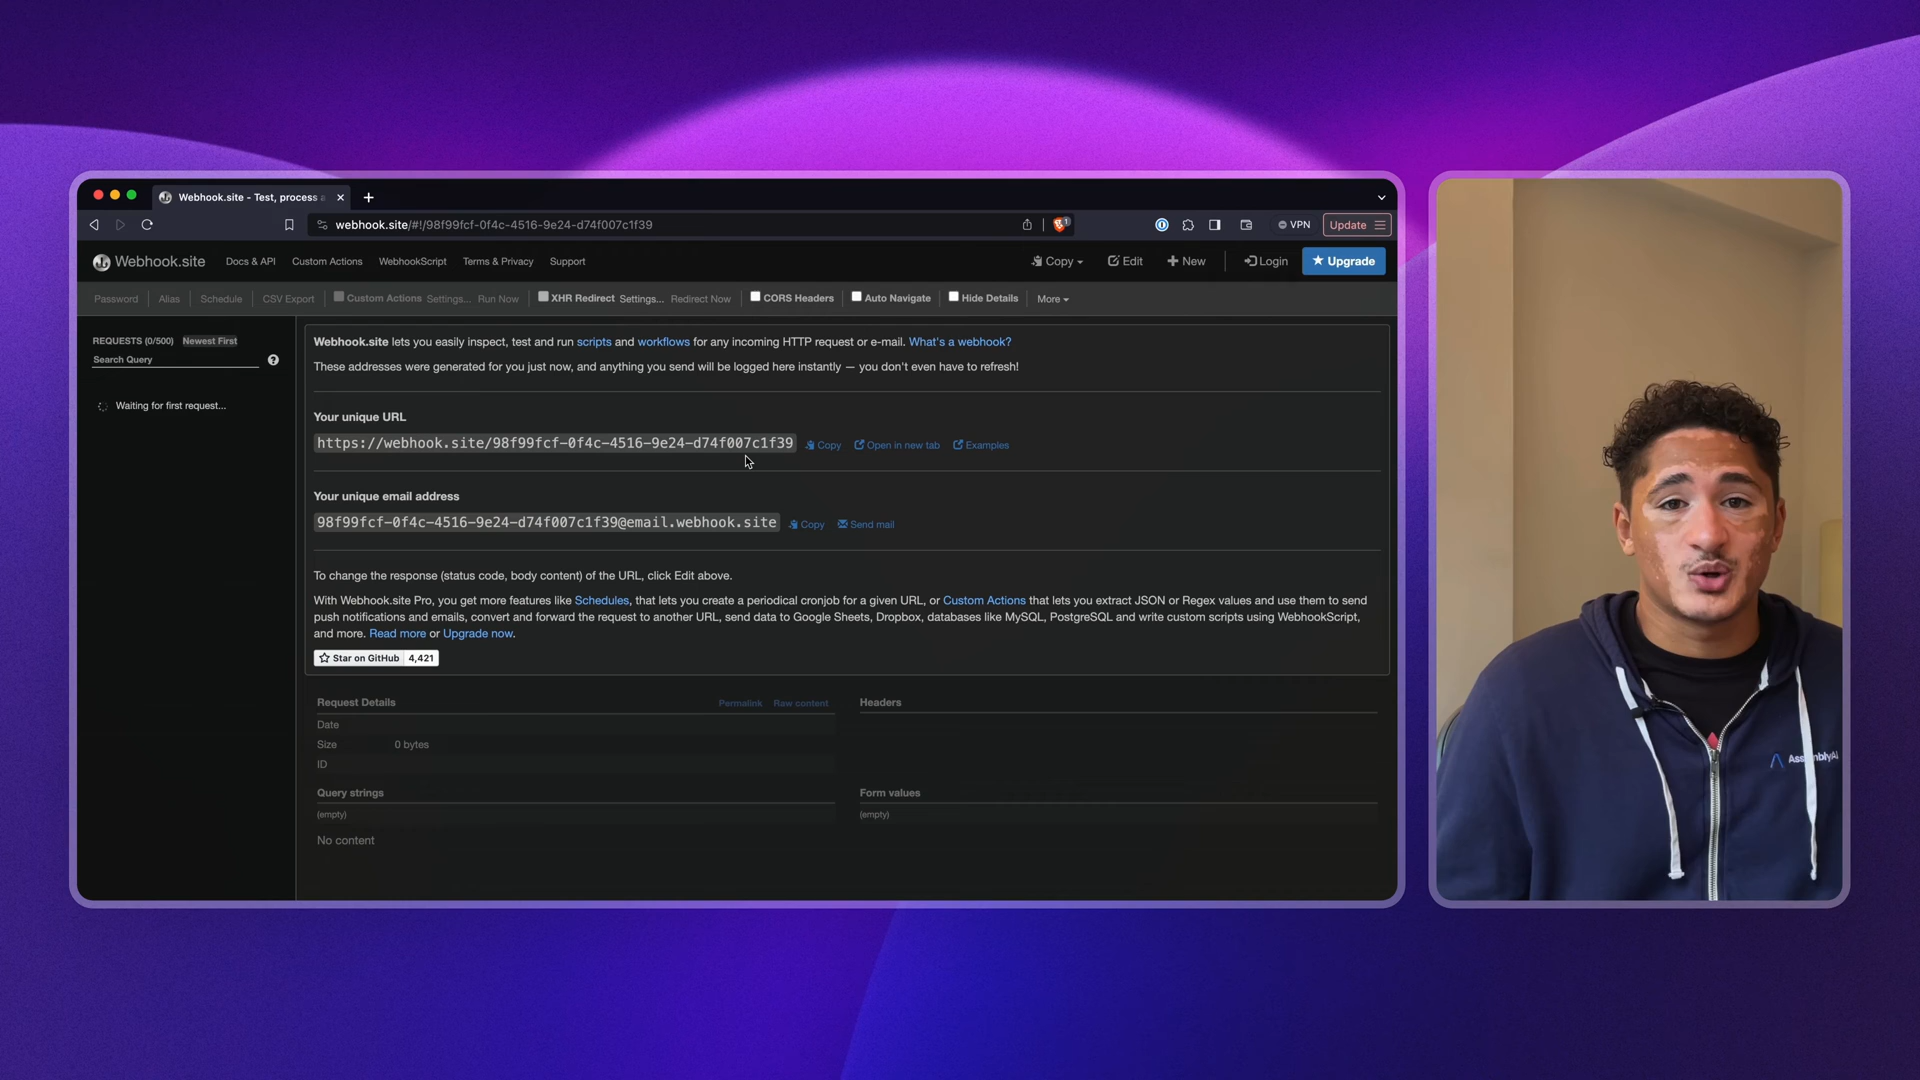 Webhook.site - Test, process a
webhook.site/#!/98f99fcf-0f4c-4516-9e24-d74f007c1f39
1
VPN
Update
Webhook.site
Docs & API
Custom Actions
WebhookScript
Terms & Privacy
Support
Copy
Edit
New
Login
Upgrade
Password
Alias
Schedule
CSV Export
Custom Actions Settings... Run Now
XHR Redirect Settings... Redirect Now
CORS Headers
Auto Navigate
Hide Details
More
REQUESTS (0/500) Newest First
Search Query
?
Waiting for first request...
Webhook.site lets you easily inspect, test and run scripts and workflows for any incoming HTTP request or e-mail. What's a webhook?
These addresses were generated for you just now, and anything you send will be logged here instantly — you don't even have to refresh!
Your unique URL
https://webhook.site/98f99fcf-0f4c-4516-9e24-d74f007c1f39 Copy Open in new tab Examples
Your unique email address
98f99fcf-0f4c-4516-9e24-d74f007c1f39@email.webhook.site Copy Send mail
To change the response (status code, body content) of the URL, click Edit above.
With Webhook.site Pro, you get more features like Schedules, that lets you create a periodical cronjob for a given URL, or Custom Actions that lets you extract JSON or Regex values and use them to send
push notifications and emails, convert and forward the request to another URL, send data to Google Sheets, Dropbox, databases like MySQL, PostgreSQL and write custom scripts using WebhookScript,
and more. Read more or Upgrade now.
Star on GitHub 4,421
Request Details Permalink Raw content
Date
Size 0 bytes
ID
Headers
Query strings
(empty)
Form values
(empty)
No content
AssemblyAI